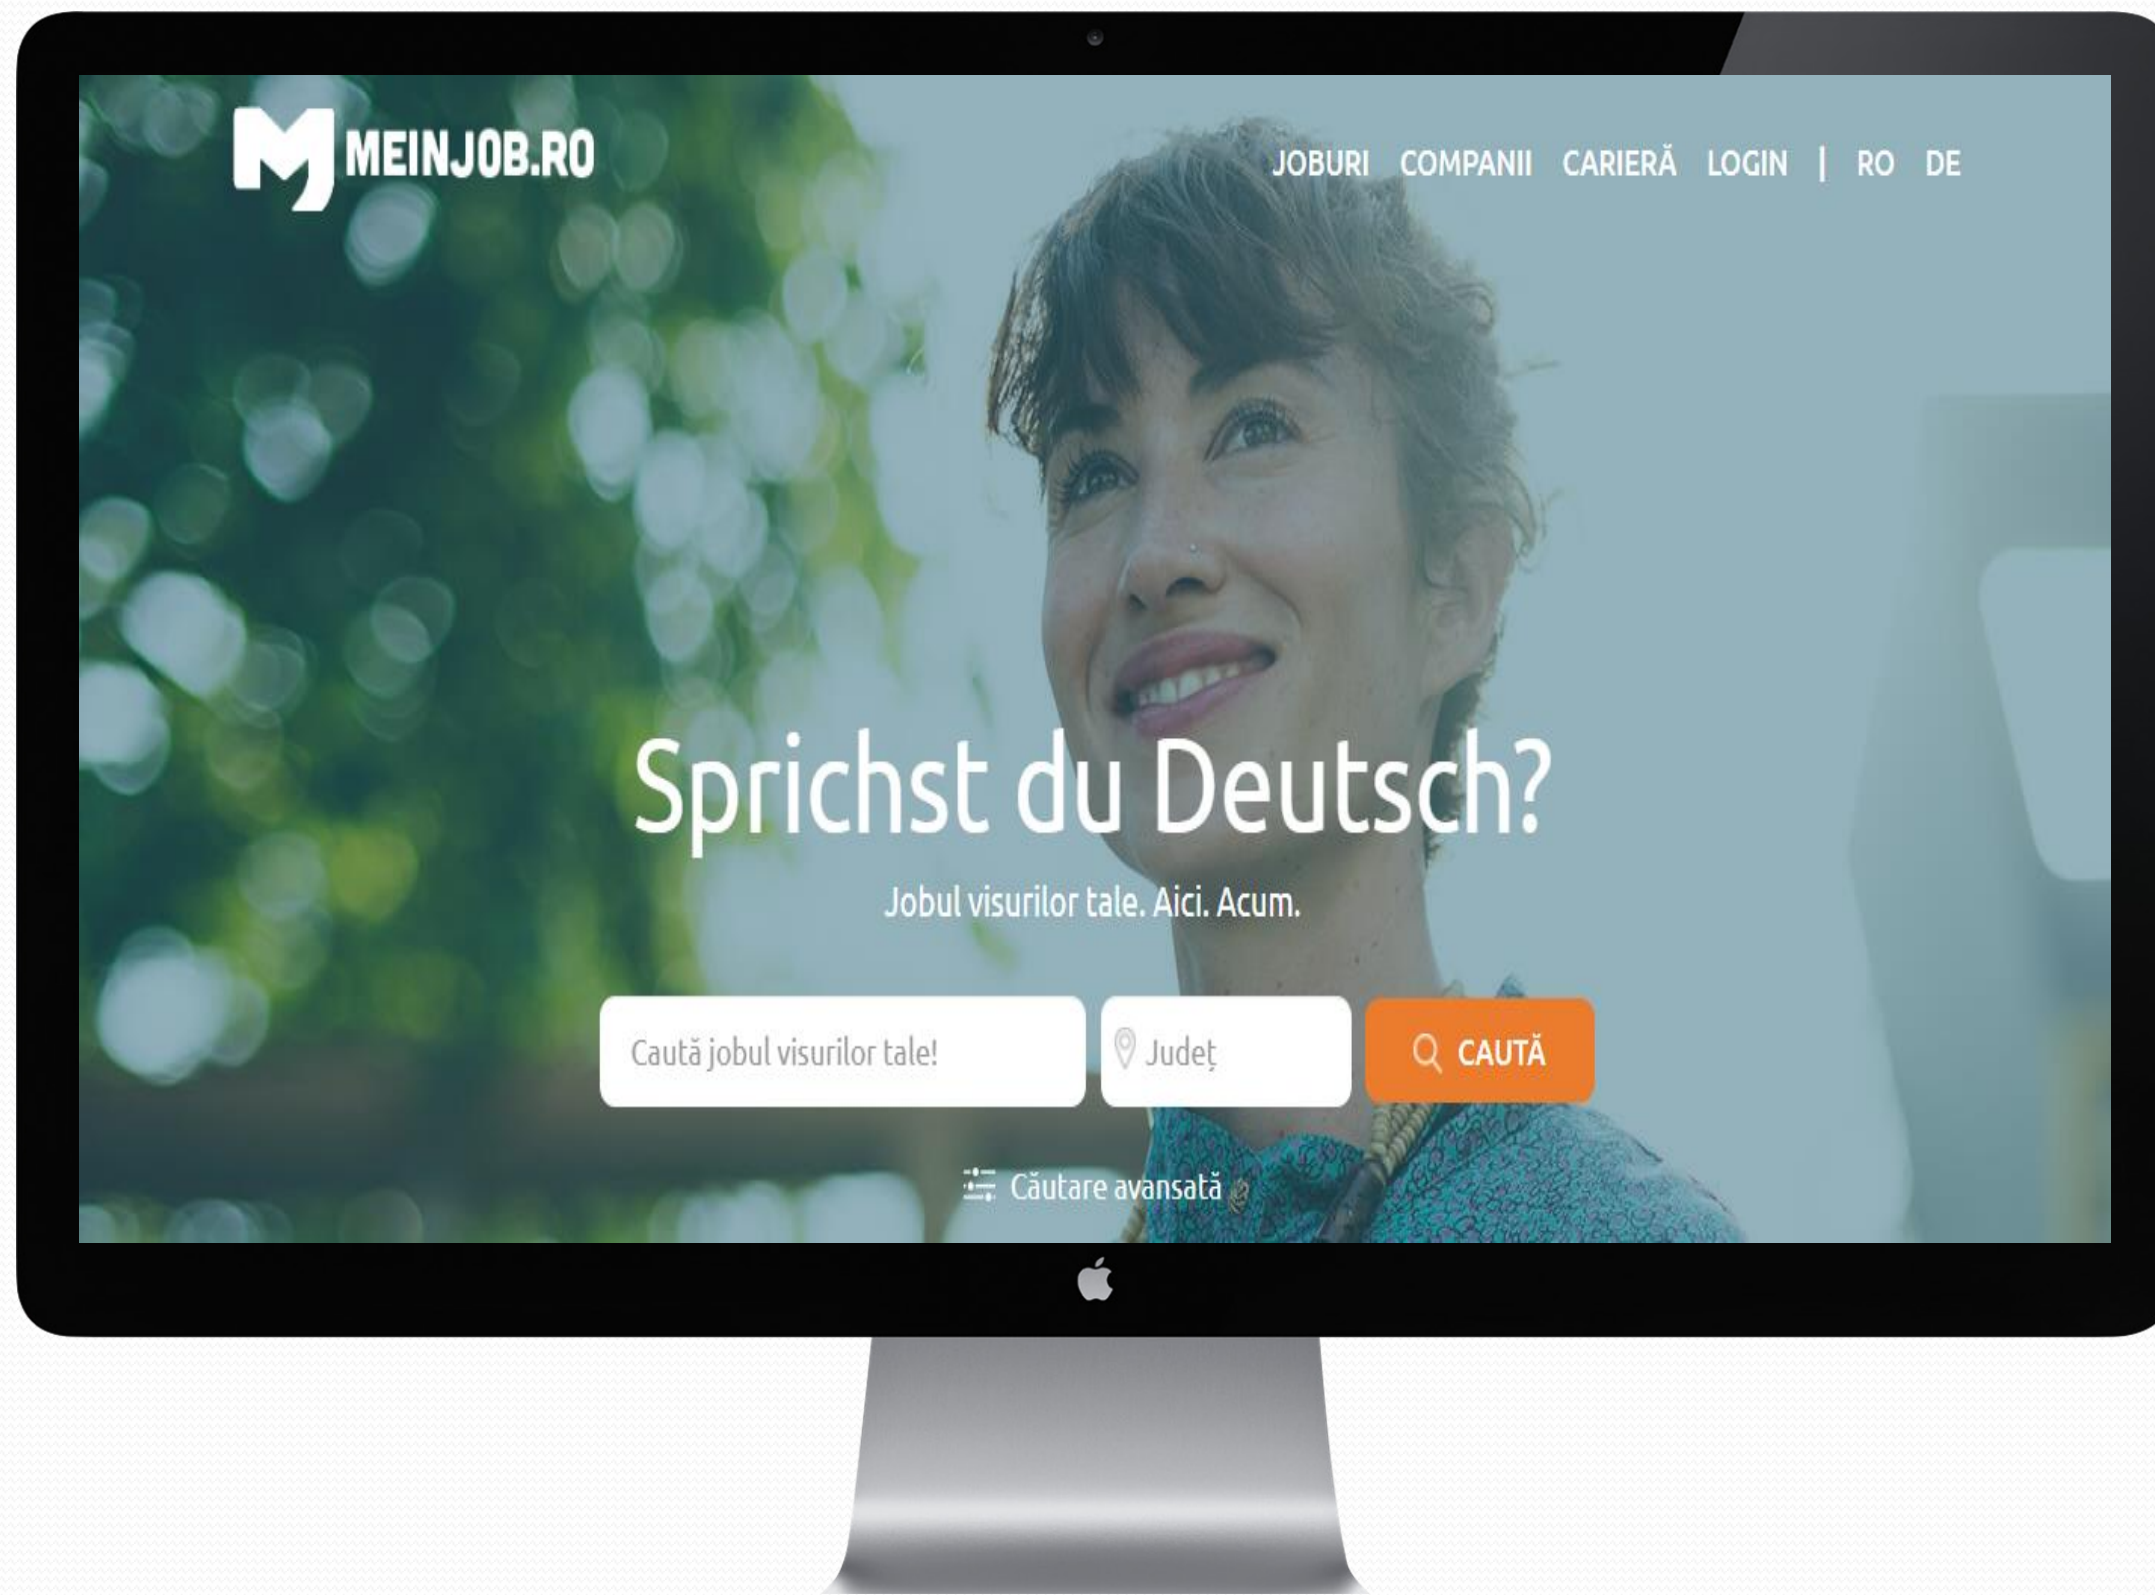 MEINJOB.RO
JOBURI COMPANII CARIERĂ LOGIN | RO DE
Sprichst du Deutsch?
Jobul visurilor tale. Aici. Acum.
Caută jobul visurilor tale!
Județ
CAUTĂ
Căutare avansată